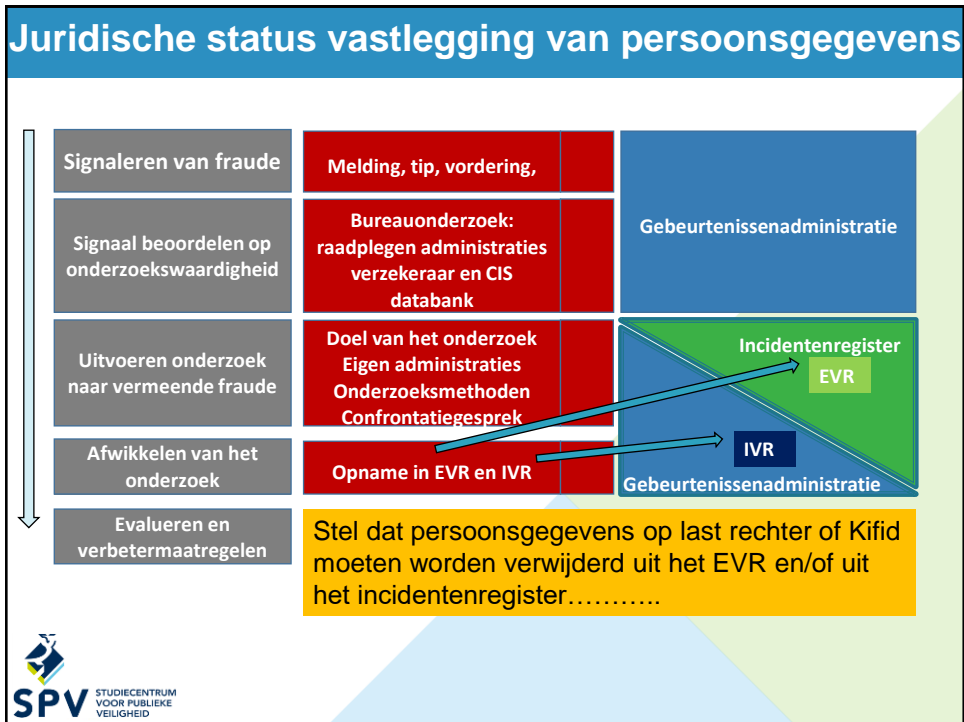 Juridische status vastlegging van persoonsgegevens
Signaleren van fraude
Melding, tip, vordering,
Gebeurtenissenadministratie
Signaal beoordelen op
onderzoekswaardigheid
Bureauonderzoek:
raadplegen administraties
verzekeraar en CIS
databank
Uitvoeren onderzoek
naar vermeende fraude
Doel van het onderzoek
Eigen administraties
Onderzoeksmethoden
Confrontatiegesprek
Incidentenregister
EVR
Afwikkelen van het
onderzoek
Opname in EVR en IVR
IVR
Gebeurtenissenadministratie
Evalueren en
verbetermaatregelen
Stel dat persoonsgegevens op last rechter of Kifid
moeten worden verwijderd uit het EVR en/of uit
het incidentenregister………..
SPV
STUDIECENTRUM
VOOR PUBLIEKE
VEILIGHEID